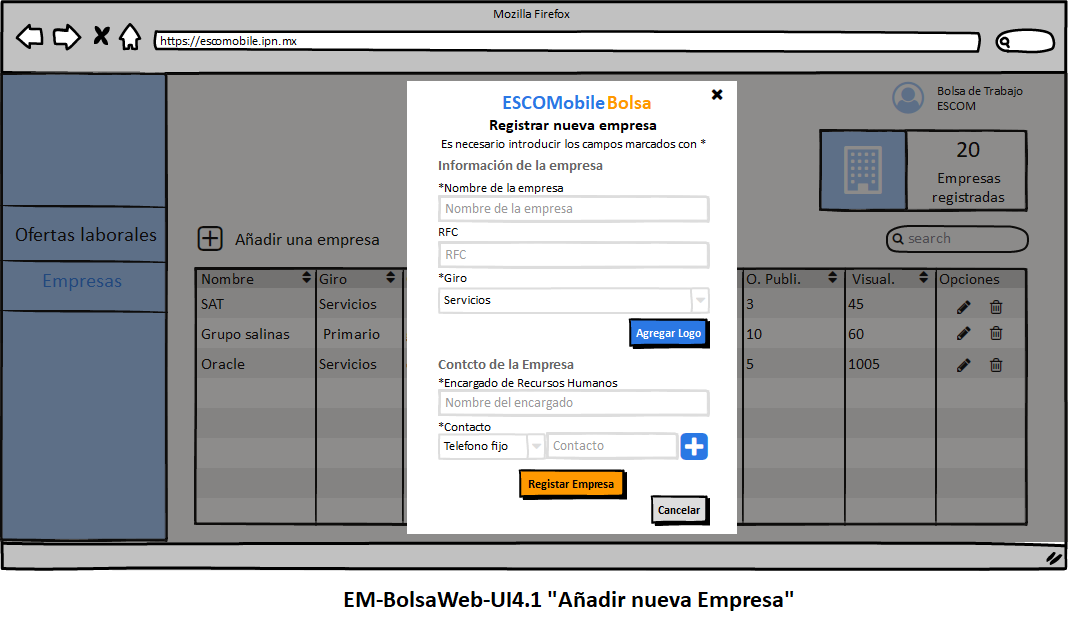 Mozilla Firefox
https://escomobile.ipn.mx
Bolsa de Trabajo
ESCOM
20
Empresas
registradas
Ofertas laborales
Empresas
Añadir una empresa
search
Nombre Giro O. Publi. Visual. Opciones
SAT Servicios 3 45
Grupo salinas Primario 10 60
Oracle Servicios 5 1005
ESCOMobileBolsa
Registrar nueva empresa
Es necesario introducir los campos marcados con *
Información de la empresa
*Nombre de la empresa
Nombre de la empresa
RFC
RFC
*Giro
Servicios
Agregar Logo
Contcto de la Empresa
*Encargado de Recursos Humanos
Nombre del encargado
*Contacto
Telefono fijo Contacto
Registar Empresa
Cancelar
EM-BolsaWeb-UI4.1 "Añadir nueva Empresa"